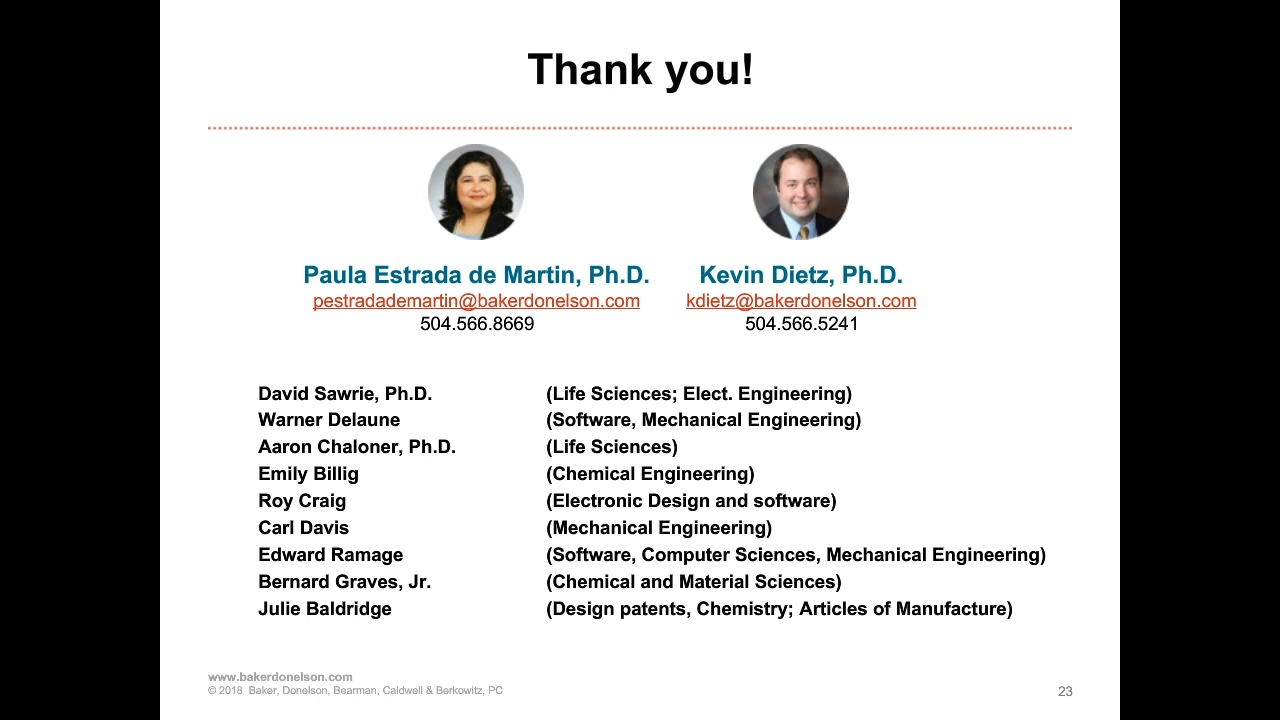 Thank you!
Paula Estrada de Martin, Ph.D.
pestradademartin@bakerdonelson.com
504.566.8669
Kevin Dietz, Ph.D.
kdietz@bakerdonelson.com
504.566.5241
David Sawrie, Ph.D. (Life Sciences; Elect. Engineering)
Warner Delaune (Software, Mechanical Engineering)
Aaron Chaloner, Ph.D. (Life Sciences)
Emily Billig (Chemical Engineering)
Roy Craig (Electronic Design and software)
Carl Davis (Mechanical Engineering)
Edward Ramage (Software, Computer Sciences, Mechanical Engineering)
Bernard Graves, Jr. (Chemical and Material Sciences)
Julie Baldridge (Design patents, Chemistry; Articles of Manufacture)
www.bakerdonelson.com
© 2018 Baker, Donelson, Bearman, Caldwell & Berkowitz, PC
23